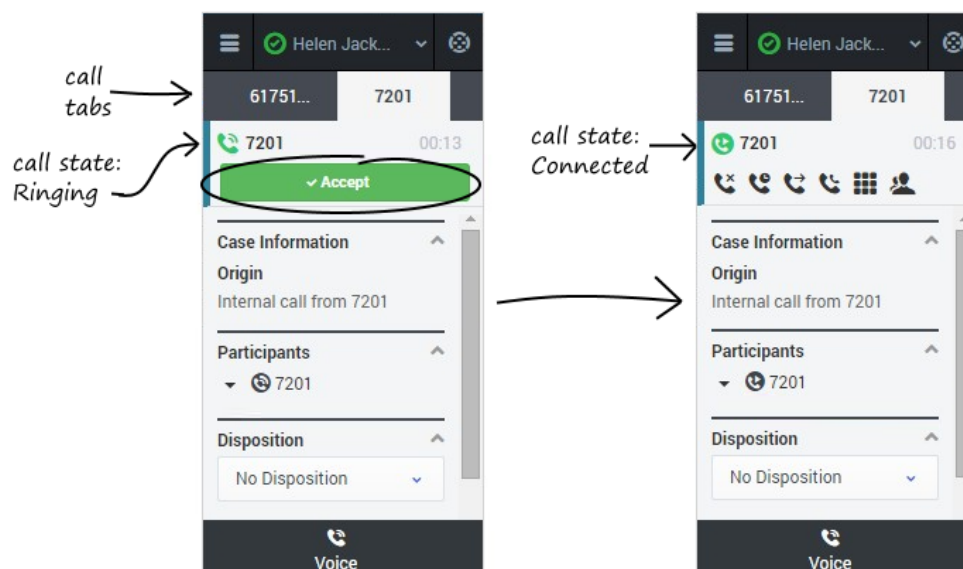 Helen Jack...
call
tabs
61751...
7201
call state:
Ringing
7201
00:13
Accept
Case Information
Origin
Internal call from 7201
Participants
7201
Disposition
No Disposition
Voice
Helen Jack...
61751...
7201
call state:
Connected
7201
00:16
Case Information
Origin
Internal call from 7201
Participants
7201
Disposition
No Disposition
Voice